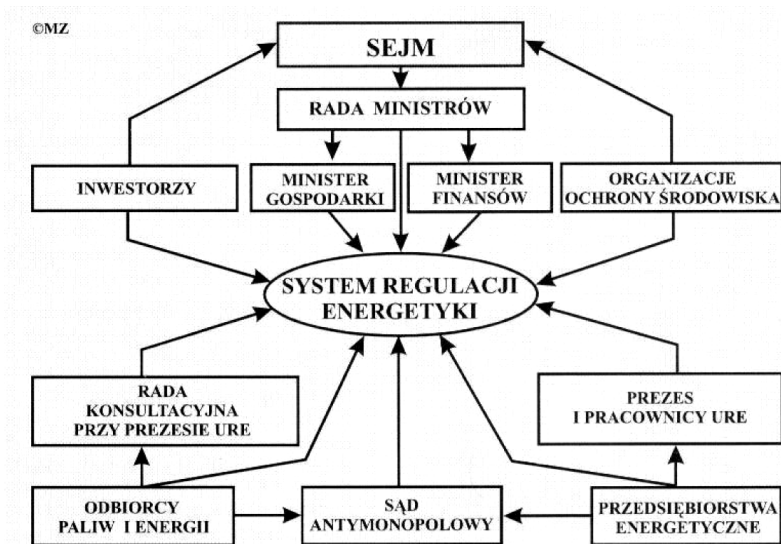 ©MZ
SEJM
RADA MINISTRÓW
INWESTORZY
MINISTER
GOSPODARKI
MINISTER
FINANSÓW
ORGANIZACJE
OCHRONY ŚRODOWISKA
SYSTEM REGULACJI
ENERGETYKI
RADA
KONSULTACYJNA
PRZY PREZESIE URE
PREZES
I PRACOWNICY URE
ODBIORCY
PALIW I ENERGII
SĄD
ANTYMONOPOLOWY
PRZEDSIĘBIORSTWA
ENERGETYCZNE